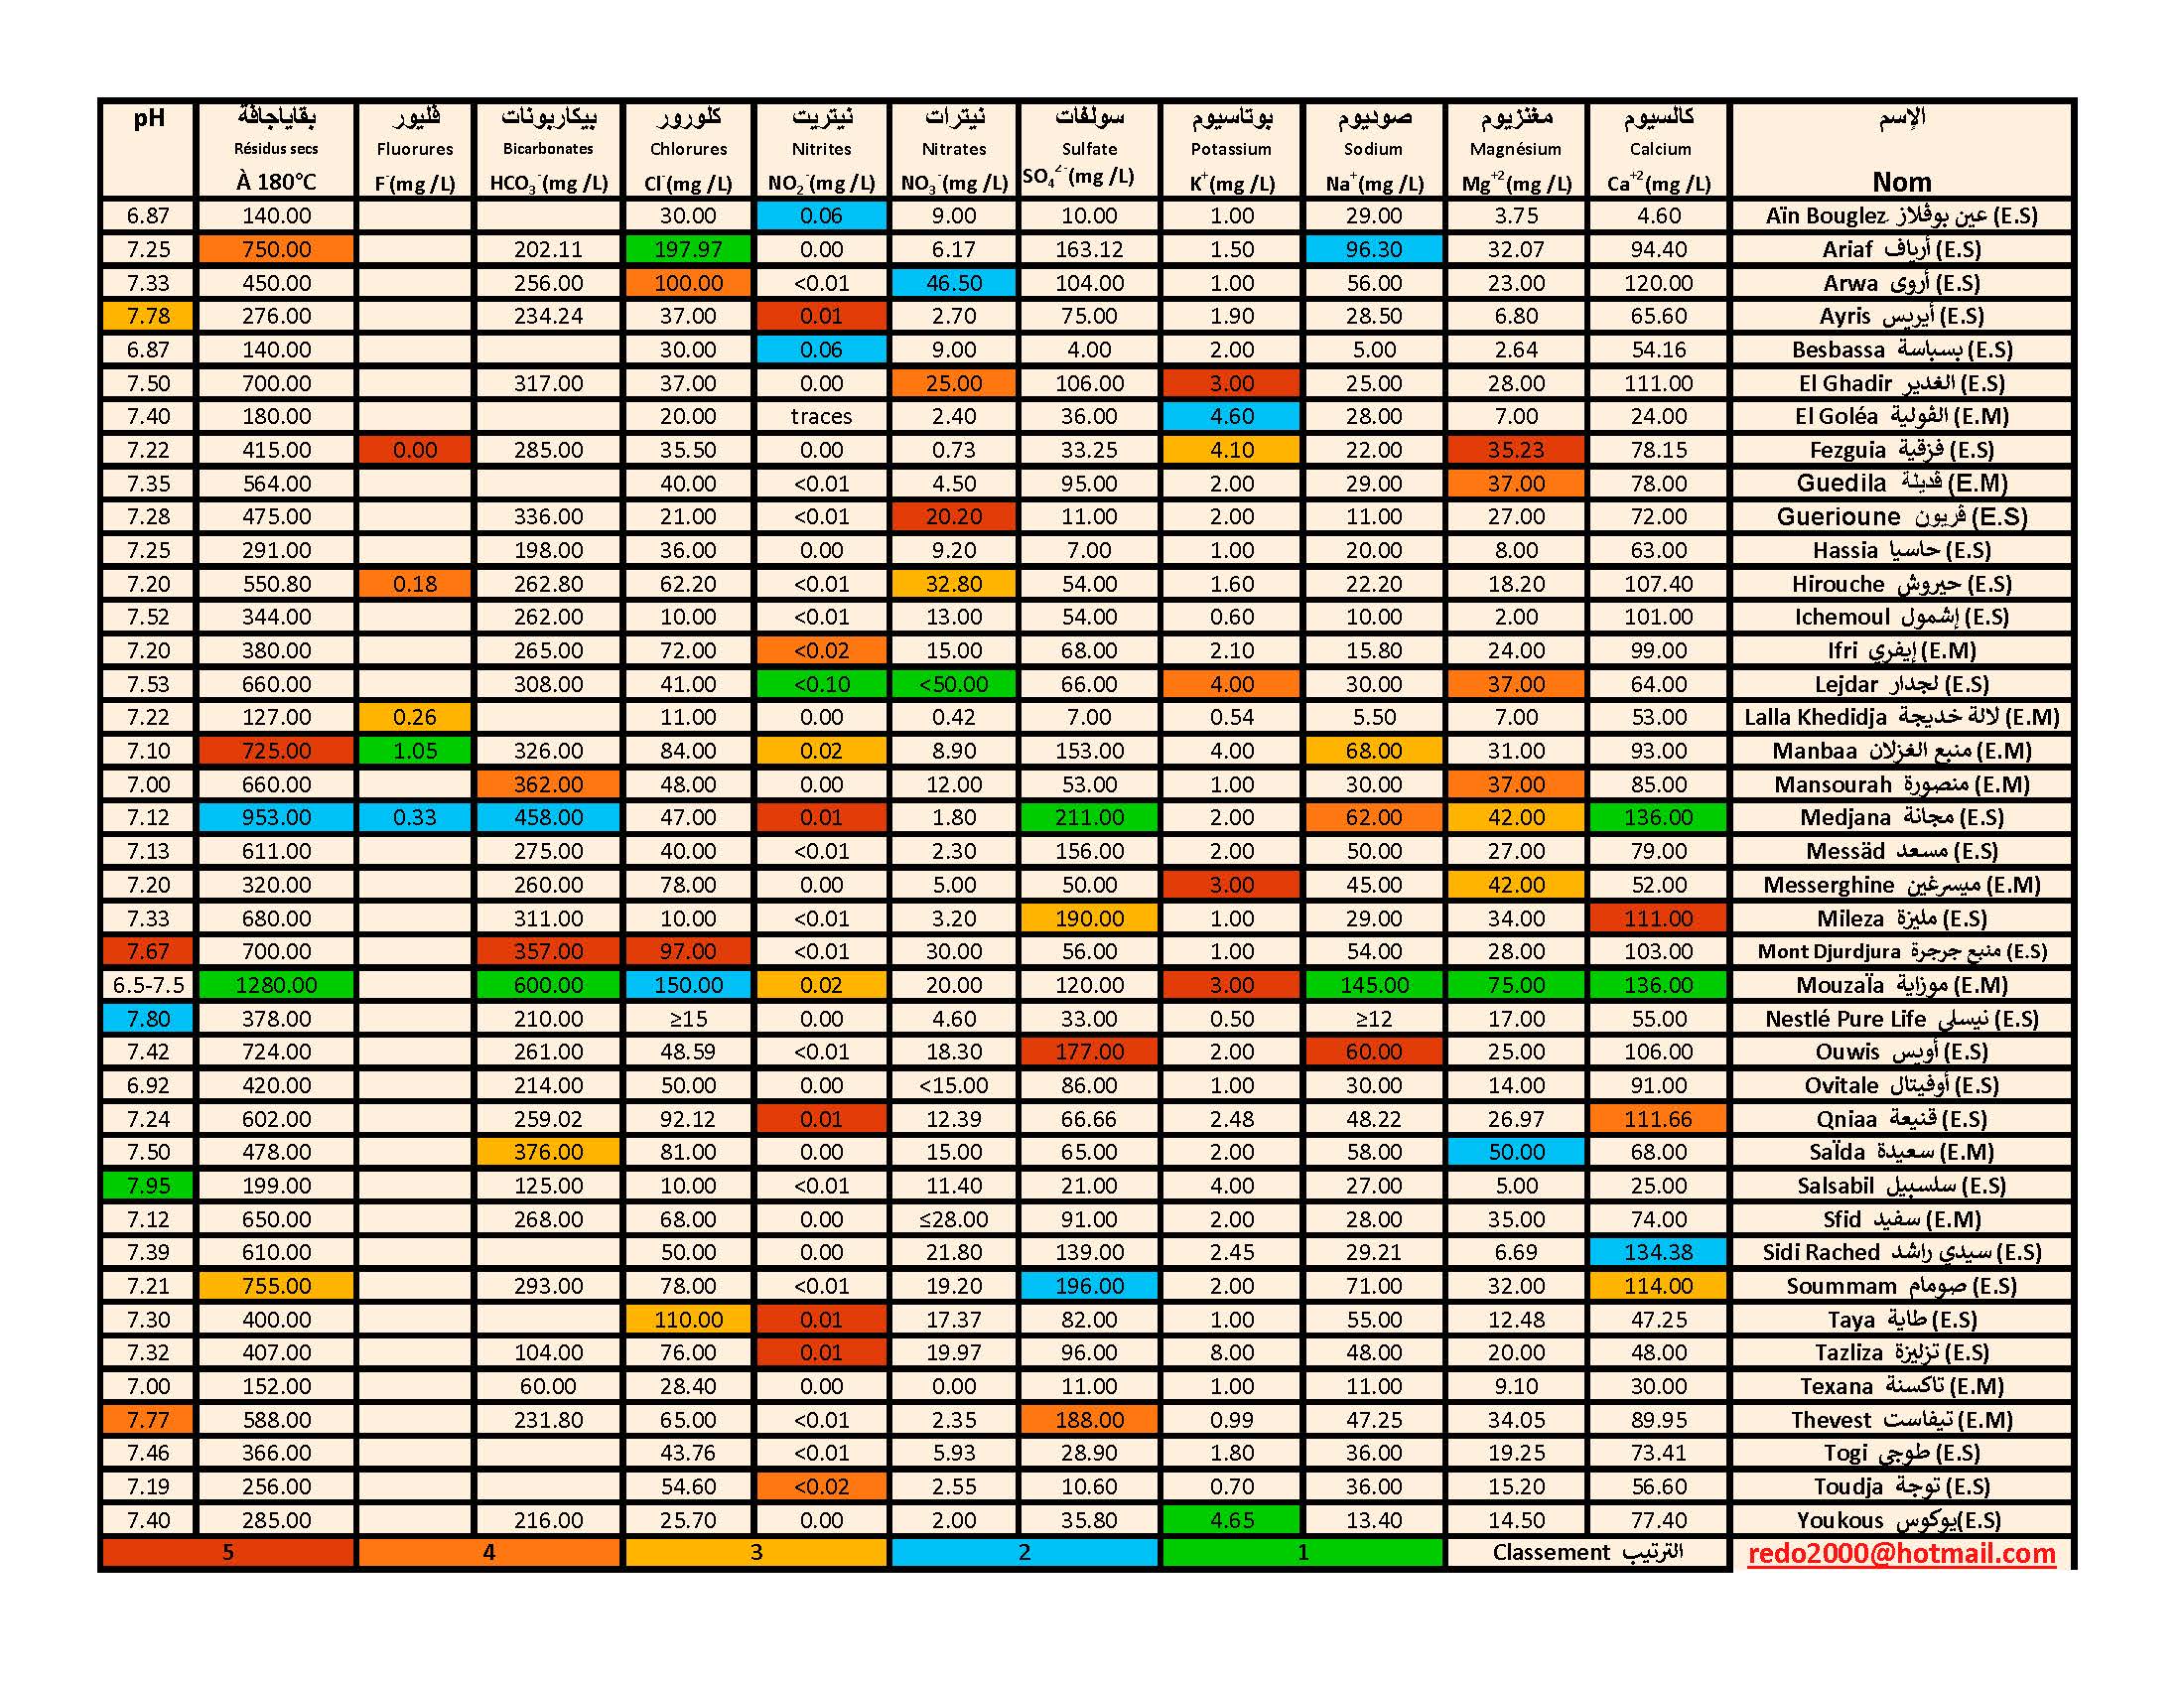 pH بقاياجافة فليور بيكاربونات كلورور نيتريت نيترات سولفات بوتاسيوم صوديوم مغنزيوم كالسيوم الإسم
Résidus secs Fluorures Bicarbonates Chlorures Nitrites Nitrates Sulfate Potassium Sodium Magnésium Calcium
À 180°C F⁻(mg /L) HCO₃⁻(mg /L) Cl⁻(mg /L) NO₂⁻(mg /L) NO₃⁻(mg /L) SO₄²⁻(mg /L) K⁺(mg /L) Na⁺(mg /L) Mg⁺²(mg /L) Ca⁺²(mg /L) Nom
6.87 140.00 30.00 0.06 9.00 10.00 1.00 29.00 3.75 4.60 Aïn Bouglez عين بوڤلاز (E.S)
7.25 750.00 202.11 197.97 0.00 6.17 163.12 1.50 96.30 32.07 94.40 Ariaf أرياف (E.S)
7.33 450.00 256.00 100.00 <0.01 46.50 104.00 1.00 56.00 23.00 120.00 Arwa أروى (E.S)
7.78 276.00 234.24 37.00 0.01 2.70 75.00 1.90 28.50 6.80 65.60 Ayris أيريس (E.S)
6.87 140.00 30.00 0.06 9.00 4.00 2.00 5.00 2.64 54.16 Besbassa بسباسة (E.S)
7.50 700.00 317.00 37.00 0.00 25.00 106.00 3.00 25.00 28.00 111.00 El Ghadir الغدير (E.S)
7.40 180.00 20.00 traces 2.40 36.00 4.60 28.00 7.00 24.00 El Goléa الڤولية (E.M)
7.22 415.00 0.00 285.00 35.50 0.00 0.73 33.25 4.10 22.00 35.23 78.15 Fezguia فزقية (E.S)
7.35 564.00 40.00 <0.01 4.50 95.00 2.00 29.00 37.00 78.00 Guedila ڤديلة (E.M)
7.28 475.00 336.00 21.00 <0.01 20.20 11.00 2.00 11.00 27.00 72.00 Guerioune ڤريون (E.S)
7.25 291.00 198.00 36.00 0.00 9.20 7.00 1.00 20.00 8.00 63.00 Hassia حاسيا (E.S)
7.20 550.80 0.18 262.80 62.20 <0.01 32.80 54.00 1.60 22.20 18.20 107.40 Hirouche حيروش (E.S)
7.52 344.00 262.00 10.00 <0.01 13.00 54.00 0.60 10.00 2.00 101.00 Ichemoul إشمول (E.S)
7.20 380.00 265.00 72.00 <0.02 15.00 68.00 2.10 15.80 24.00 99.00 Ifri إيفري (E.M)
7.53 660.00 308.00 41.00 <0.10 <50.00 66.00 4.00 30.00 37.00 64.00 Lejdar لجدار (E.S)
7.22 127.00 0.26 11.00 0.00 0.42 7.00 0.54 5.50 7.00 53.00 Lalla Khedidja لالة خديجة (E.M)
7.10 725.00 1.05 326.00 84.00 0.02 8.90 153.00 4.00 68.00 31.00 93.00 Manbaa منبع الغزلان (E.M)
7.00 660.00 362.00 48.00 0.00 12.00 53.00 1.00 30.00 37.00 85.00 Mansourah منصورة (E.M)
7.12 953.00 0.33 458.00 47.00 0.01 1.80 211.00 2.00 62.00 42.00 136.00 Medjana مجانة (E.S)
7.13 611.00 275.00 40.00 <0.01 2.30 156.00 2.00 50.00 27.00 79.00 Messäd مسعد (E.S)
7.20 320.00 260.00 78.00 0.00 5.00 50.00 3.00 45.00 42.00 52.00 Messerghine ميسرغين (E.M)
7.33 680.00 311.00 10.00 <0.01 3.20 190.00 1.00 29.00 34.00 111.00 Mileza مليزة (E.S)
7.67 700.00 357.00 97.00 <0.01 30.00 56.00 1.00 54.00 28.00 103.00 Mont Djurdjura منبع جرجرة (E.S)
6.5-7.5 1280.00 600.00 150.00 0.02 20.00 120.00 3.00 145.00 75.00 136.00 MouzaÏa موزاية (E.M)
7.80 378.00 210.00 ≥15 0.00 4.60 33.00 0.50 ≥12 17.00 55.00 Nestlé Pure Life نيسلي (E.S)
7.42 724.00 261.00 48.59 <0.01 18.30 177.00 2.00 60.00 25.00 106.00 Ouwis أويس (E.S)
6.92 420.00 214.00 50.00 0.00 <15.00 86.00 1.00 30.00 14.00 91.00 Ovitale أوفيتال (E.S)
7.24 602.00 259.02 92.12 0.01 12.39 66.66 2.48 48.22 26.97 111.66 Qniaa قنيعة (E.S)
7.50 478.00 376.00 81.00 0.00 15.00 65.00 2.00 58.00 50.00 68.00 SaÏda سعيدة (E.M)
7.95 199.00 125.00 10.00 <0.01 11.40 21.00 4.00 27.00 5.00 25.00 Salsabil سلسبيل (E.S)
7.12 650.00 268.00 68.00 0.00 ≤28.00 91.00 2.00 28.00 35.00 74.00 Sfid سفيد (E.M)
7.39 610.00 50.00 0.00 21.80 139.00 2.45 29.21 6.69 134.38 Sidi Rached سيدي راشد (E.S)
7.21 755.00 293.00 78.00 <0.01 19.20 196.00 2.00 71.00 32.00 114.00 Soummam صومام (E.S)
7.30 400.00 110.00 0.01 17.37 82.00 1.00 55.00 12.48 47.25 Taya طاية (E.S)
7.32 407.00 104.00 76.00 0.01 19.97 96.00 8.00 48.00 20.00 48.00 Tazliza تزليزة (E.S)
7.00 152.00 60.00 28.40 0.00 0.00 11.00 1.00 11.00 9.10 30.00 Texana تاكسنة (E.M)
7.77 588.00 231.80 65.00 <0.01 2.35 188.00 0.99 47.25 34.05 89.95 Thevest تيفاست (E.M)
7.46 366.00 43.76 <0.01 5.93 28.90 1.80 36.00 19.25 73.41 Togi طوجي (E.S)
7.19 256.00 54.60 <0.02 2.55 10.60 0.70 36.00 15.20 56.60 Toudja توجة (E.S)
7.40 285.00 216.00 25.70 0.00 2.00 35.80 4.65 13.40 14.50 77.40 Youkous يوكوس(E.S)
5 4 3 2 1 Classement الترتيب redo2000@hotmail.com